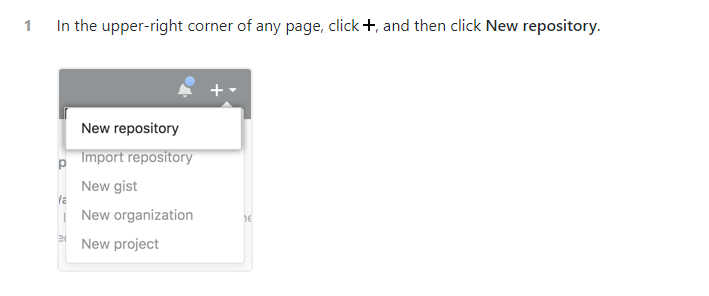 1 In the upper-right corner of any page, click +, and then click New repository.
New repository
Import repository
New gist
New organization
New project